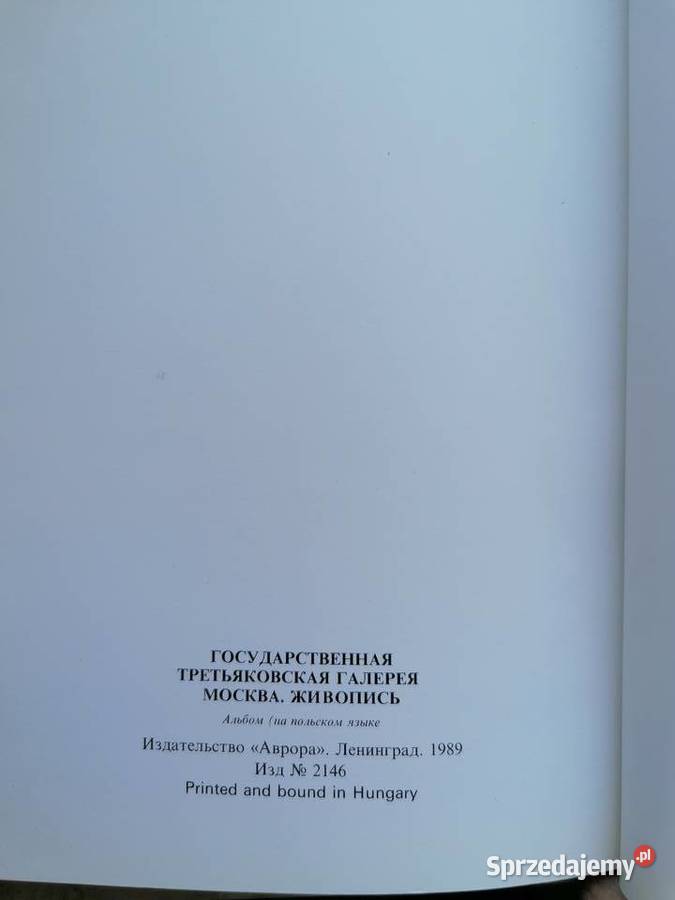 ГОСУДАРСТВЕННАЯ
ТРЕТЬЯКОВСКАЯ ГАЛЕРЕЯ
МОСКВА. ЖИВОПИСЬ
Альбом (на польском языке
Издательство «Аврора». Ленинград. 1989
Изд № 2146
Printed and bound in Hungary
Sprzedajemy.pl